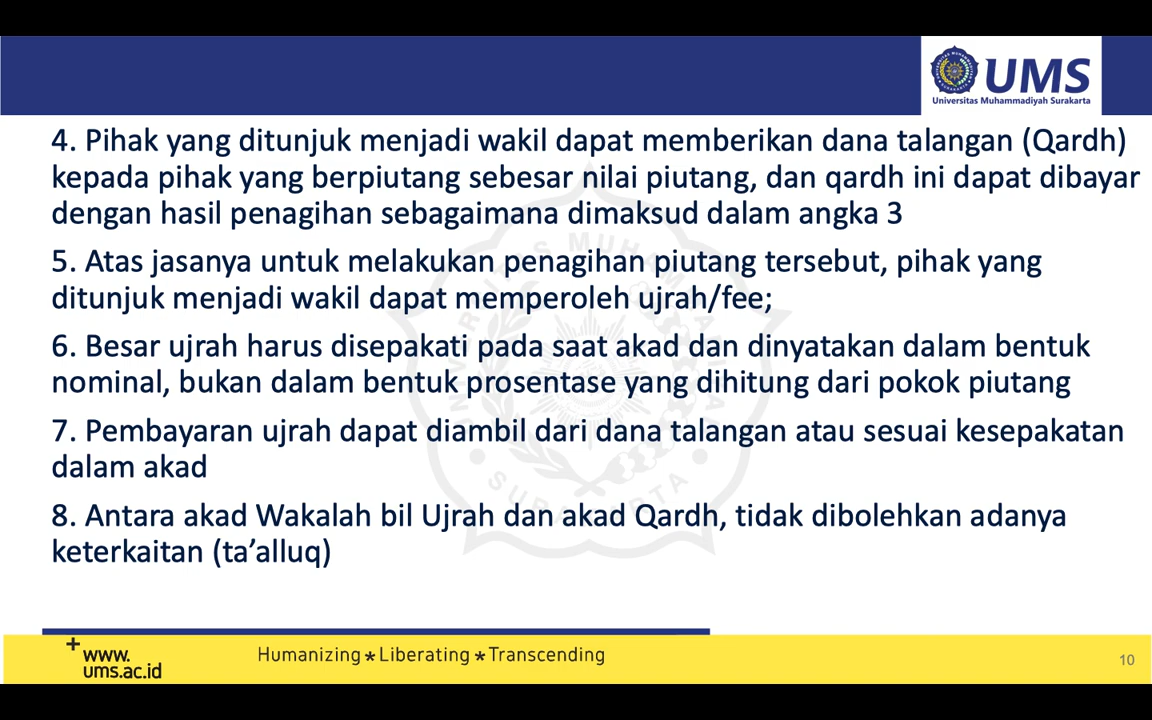 UMS
Universitas Muhammadiyah Surakarta
4. Pihak yang ditunjuk menjadi wakil dapat memberikan dana talangan (Qardh)
kepada pihak yang berpiutang sebesar nilai piutang, dan qardh ini dapat dibayar
dengan hasil penagihan sebagaimana dimaksud dalam angka 3
5. Atas jasanya untuk melakukan penagihan piutang tersebut, pihak yang
ditunjuk menjadi wakil dapat memperoleh ujrah/fee;
6. Besar ujrah harus disepakati pada saat akad dan dinyatakan dalam bentuk
nominal, bukan dalam bentuk prosentase yang dihitung dari pokok piutang
7. Pembayaran ujrah dapat diambil dari dana talangan atau sesuai kesepakatan
dalam akad
8. Antara akad Wakalah bil Ujrah dan akad Qardh, tidak dibolehkan adanya
keterkaitan (ta’alluq)
www.
ums.ac.id
Humanizing * Liberating * Transcending
10